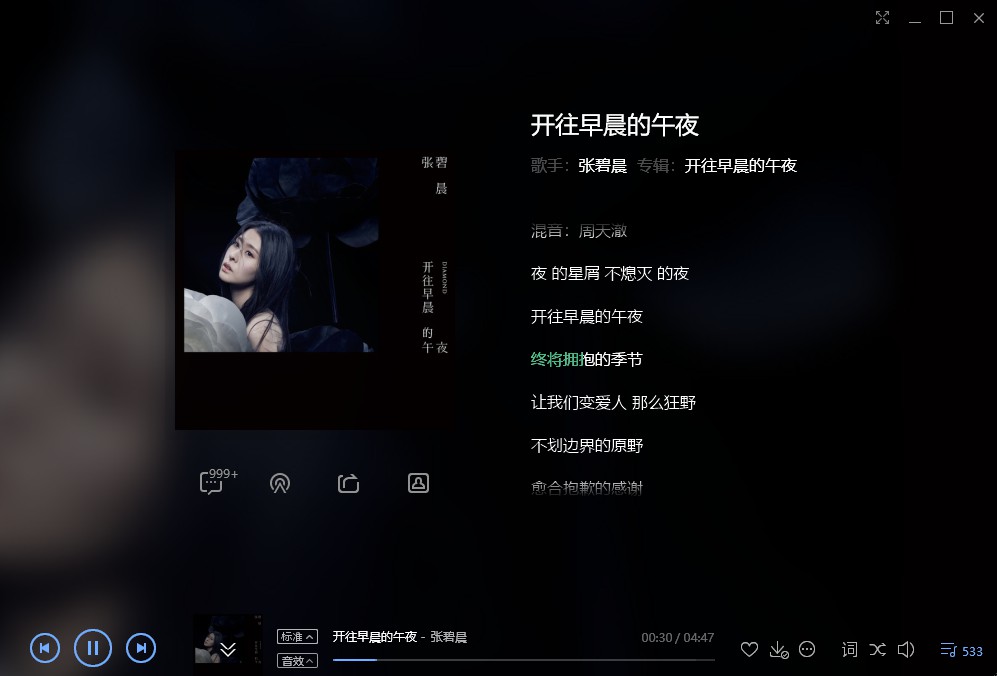 开往早晨的午夜
歌手：张碧晨 专辑：开往早晨的午夜
张碧
晨
开往早晨
的
午夜
DIAMOND
混音：周天澈
夜 的星屑 不熄灭 的夜
开往早晨的午夜
终将拥抱的季节
让我们变爱人 那么狂野
不划边界的原野
愈合抱歉的感谢
999+
标准
音效
开往早晨的午夜 - 张碧晨
00:30 / 04:47
词
533